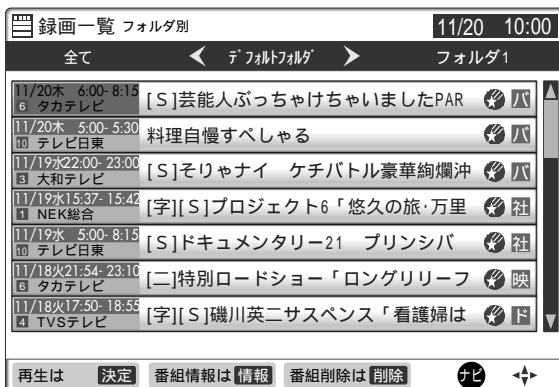 録画一覧 フォルダ別 11/20 10:00
全て デフォルトフォルダ フォルダ1
11/20木 6:00- 8:15
6 タカテレビ
[S]芸能人ぶっちゃけちゃいましたPAR バ
11/20木 5:00- 5:30
10 テレビ日東
料理自慢すぺしゃる バ
11/19水22:00- 23:00
8 大和テレビ
[S]そりゃナイ ケチバトル豪華絢爛沖 バ
11/19水15:37- 15:42
1 NEK総合
[字][S]プロジェクト6「悠久の旅・万里 社
11/19水 5:00- 8:15
10 テレビ日東
[S]ドキュメンタリー21 プリンシパ 社
11/18火21:54- 23:10
6 タカテレビ
[二]特別ロードショー「ロングリリーフ 映
11/18火17:50- 18:55
4 TVSテレビ
[字][S]磯川英二サスペンス「看護婦は ド
再生は 決定 番組情報は 情報 番組削除は 削除 ナビ